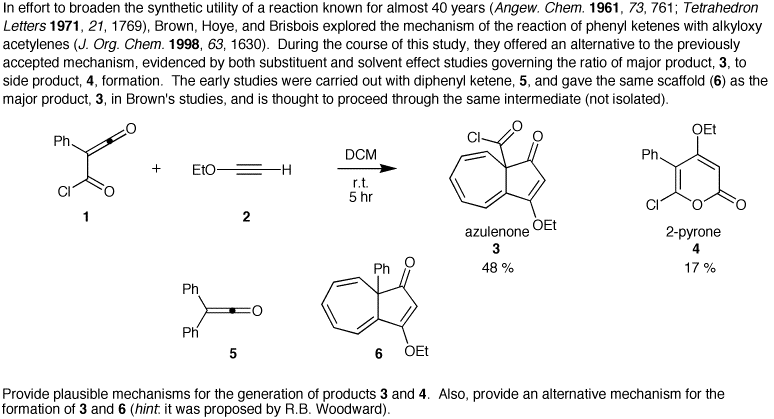 In effort to broaden the synthetic utility of a reaction known for almost 40 years (Angew. Chem. 1961, 73, 761; Tetrahedron
Letters 1971, 21, 1769), Brown, Hoye, and Brisbois explored the mechanism of the reaction of phenyl ketenes with alkyloxy
acetylenes (J. Org. Chem. 1998, 63, 1630).  During the course of this study, they offered an alternative to the previously
accepted mechanism, evidenced by both substituent and solvent effect studies governing the ratio of major product, 3, to
side product, 4, formation.  The early studies were carried out with diphenyl ketene, 5, and gave the same scaffold (6) as the
major product, 3, in Brown's studies, and is thought to proceed through the same intermediate (not isolated).
Ph
O
Cl
O
1
+
EtO
H
2
DCM
r.t.
5 hr
Cl
O
O
OEt
azulenone
3
48 %
OEt
Ph
Cl
O
O
2-pyrone
4
17 %
Ph
Ph
O
5
Ph
O
OEt
6
Provide plausible mechanisms for the generation of products 3 and 4.  Also, provide an alternative mechanism for the
formation of 3 and 6 (hint: it was proposed by R.B. Woodward).